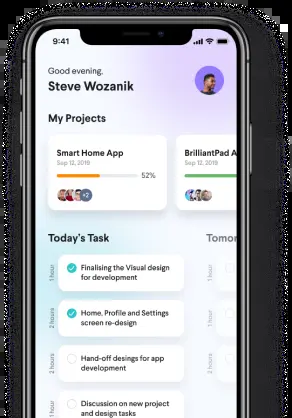 9:41
Good evening,
Steve Wozanik
My Projects
Smart Home App
Sep 12, 2019
52%
+2
BrilliantPad A
Sep 12, 2019
Today's Task
Tomor
1 hour
Finalising the Visual design
for development
1 hour
2 hours
Home, Profile and Settings
screen re-design
1 hour
2 hours
Hand-off desings for app
development
2 hours
1 hour
Discussion on new project
and design tasks